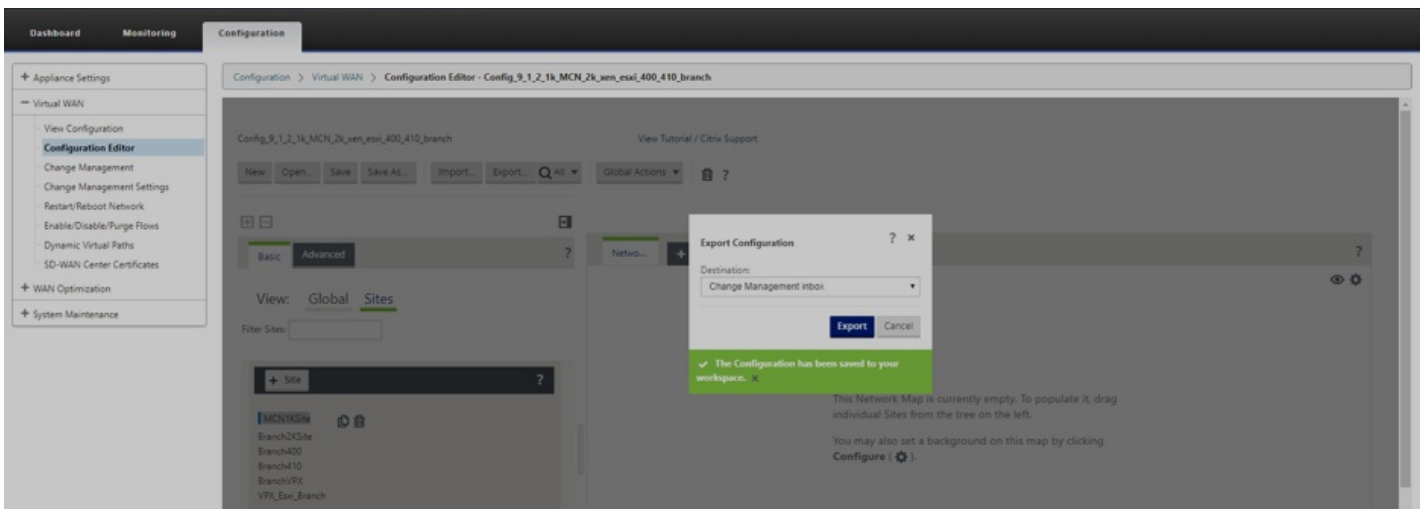 Dashboard Monitoring Configuration
+ Appliance Settings
− Virtual WAN
View Configuration
Configuration Editor
Change Management
Change Management Settings
Restart/Reboot Network
Enable/Disable/Purge Flows
Dynamic Virtual Paths
SD-WAN Center Certificates
+ WAN Optimization
+ System Maintenance
Configuration > Virtual WAN > Configuration Editor - Config_9_1_2_1k_MCN_2k_xen_esxi_400_410_branch
Config_9_1_2_1k_MCN_2k_xen_esxi_400_410_branch View Tutorial / Citrix Support
New Open... Save Save As... Import... Export... All Global Actions ?
Basic Advanced ?
View: Global Sites
Filter Sites:
+ Site ?
MCN1KSite
Branch2KSite
Branch400
Branch410
BranchVPX
VPX_Esxi_Branch
Netwo... + ?
Export Configuration ? ×
Destination:
Change Management inbox
Export Cancel
✓ The Configuration has been saved to your
workspace. ×
This Network Map is currently empty. To populate it, drag
individual Sites from the tree on the left.
You may also set a background on this map by clicking
Configure ( ).